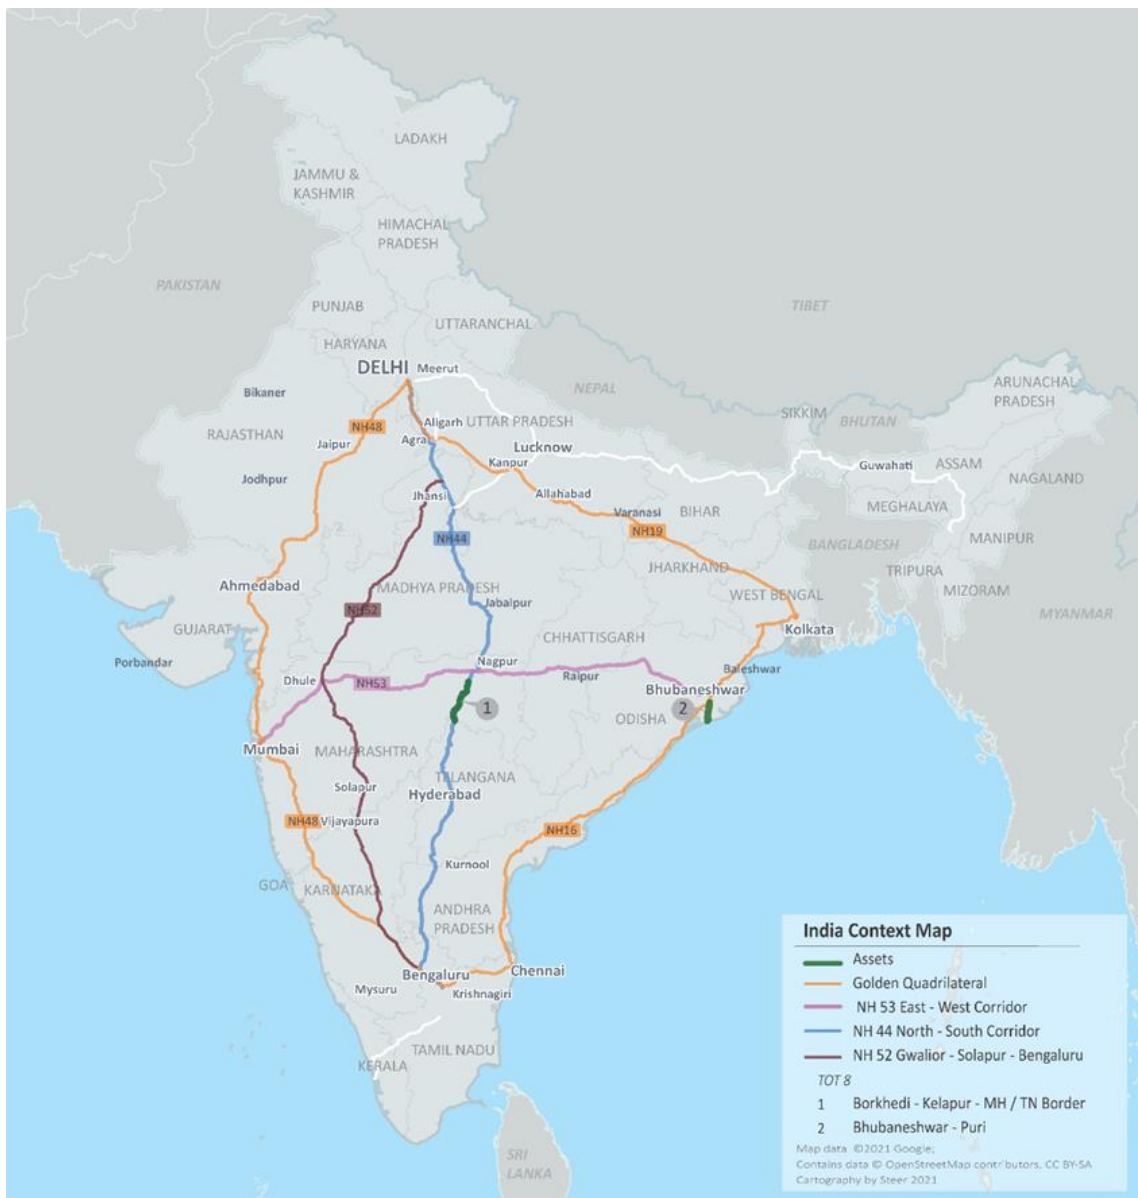 LADAKH
JAMMU &
KASHMIR
HIMACHAL
PRADESH
PAKISTAN
PUNJAB
TIBET
UTTARANCHAL
HARYANA
DELHI
Meerut
NEPAL
ARUNACHAL
PRADESH
Bikaner
SIKKIM
BHUTAN
Aligarh
UTTAR PRADESH
NH48
RAJASTHAN
Jaipur
Agra
Lucknow
Kanpur
Guwahati
ASSAM
NAGALAND
Jodhpur
Jhansi
Allahabad
MEGHALAYA
Varanasi
BIHAR
NH19
NH44
BANGLADESH
MANIPUR
JHARKHAND
TRIPURA
Ahmedabad
MADHYA PRADESH
WEST BENGAL
MIZORAM
Jabalpur
NH52
MYANMAR
GUJARAT
CHHATTISGARH
Kolkata
Porbandar
Nagpur
Dhule
NH53
Raipur
Baleshwar
Bhubaneshwar
1
2
ODISHA
Mumbai
MAHARASHTRA
TELANGANA
Solapur
Hyderabad
NH48
Vijayapura
NH16
Kurnool
GOA
KARNATAKA
ANDHRA
PRADESH
Bengaluru
Chennai
Mysuru
Krishnagiri
TAMIL NADU
KERALA
SRI
LANKA
India Context Map
Assets
Golden Quadrilateral
NH 53 East - West Corridor
NH 44 North - South Corridor
NH 52 Gwalior - Solapur - Bengaluru
TOT 8
1 Borkhedi - Kelapur - MH / TN Border
2 Bhubaneshwar - Puri
Map data ©2021 Google;
Contains data © OpenStreetMap contributors, CC BY-SA
Cartography by Steer 2021